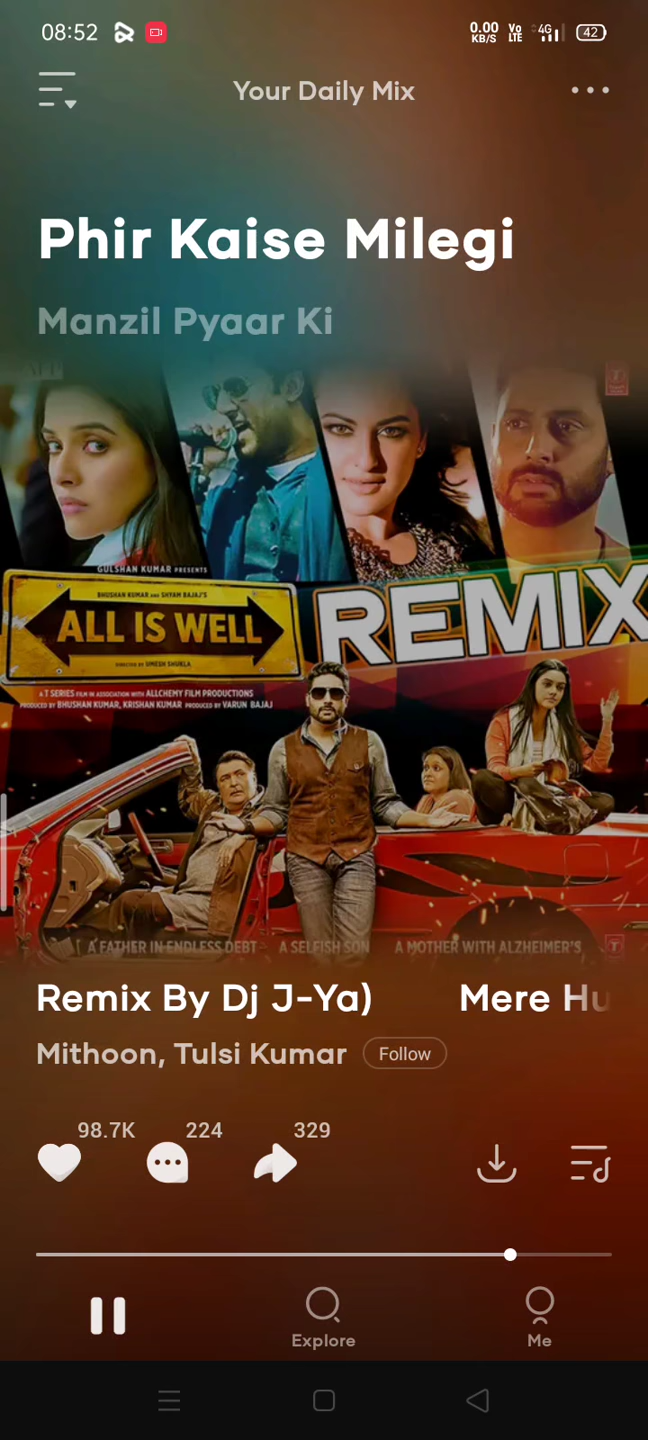 08:52
0.00 KB/S
Vo LTE
4G
42
Your Daily Mix
Phir Kaise Milegi
Manzil Pyaar Ki
T
GULSHAN KUMAR PRESENTS
BHUSHAN KUMAR AND SHYAM BAJAJ'S
ALL IS WELL
REMIX
DIRECTED BY UMESH SHUKLA
A T SERIES FILM IN ASSOCIATION WITH ALLCHEMY FILM PRODUCTIONS
PRODUCED BY BHUSHAN KUMAR, KRISHAN KUMAR PRODUCED BY VARUN BAJAJ
A FATHER IN ENDLESS DEBT A SELFISH SON A MOTHER WITH ALZHEIMER'S
T
Remix By Dj J-Ya) Mere Hu
Mithoon, Tulsi Kumar Follow
98.7K 224 329
Explore
Me